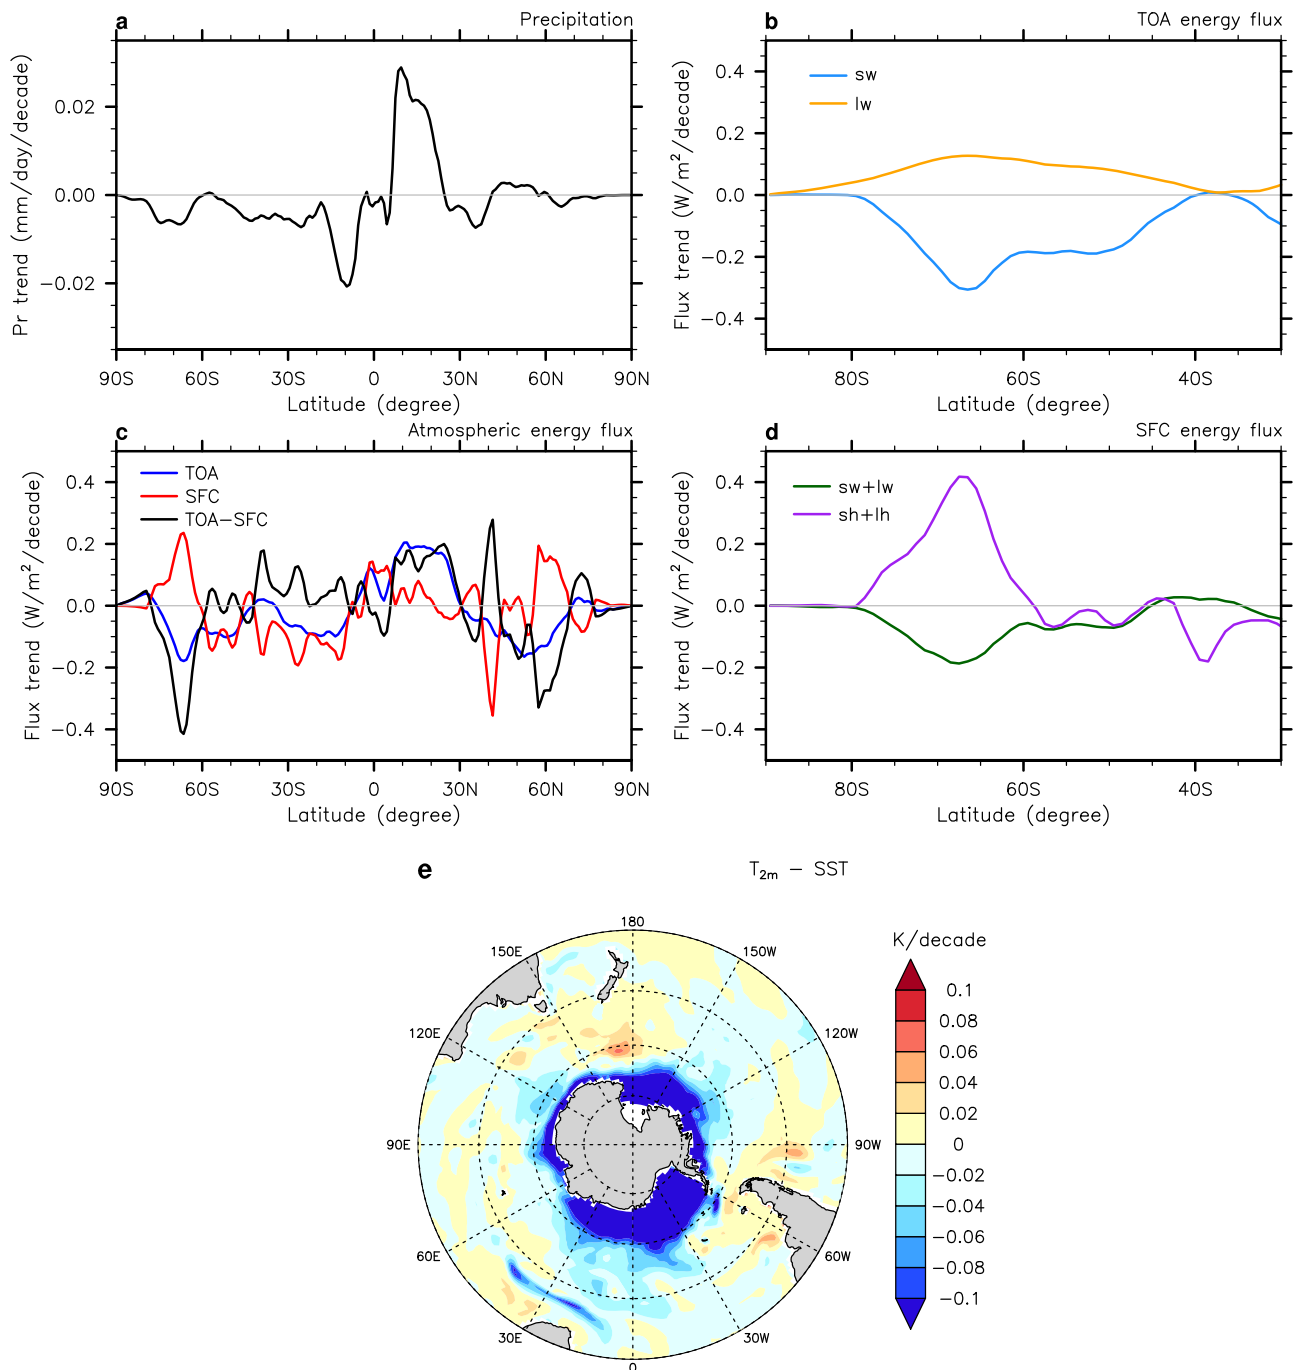 a
Precipitation
Pr trend (mm/day/decade)
0.02
0.00
−0.02
90S 60S 30S 0 30N 60N 90N
Latitude (degree)
b
TOA energy flux
Flux trend (W/m²/decade)
sw
lw
0.4
0.2
0.0
−0.2
−0.4
80S 60S 40S
Latitude (degree)
c
Atmospheric energy flux
Flux trend (W/m²/decade)
TOA
SFC
TOA−SFC
0.4
0.2
0.0
−0.2
−0.4
90S 60S 30S 0 30N 60N 90N
Latitude (degree)
d
SFC energy flux
Flux trend (W/m²/decade)
sw+lw
sh+lh
0.4
0.2
0.0
−0.2
−0.4
80S 60S 40S
Latitude (degree)
e
T₂ₘ − SST
180
150E 150W
120E 120W
90E 90W
60E 60W
30E 30W
0
K/decade
0.1
0.08
0.06
0.04
0.02
0
−0.02
−0.04
−0.06
−0.08
−0.1